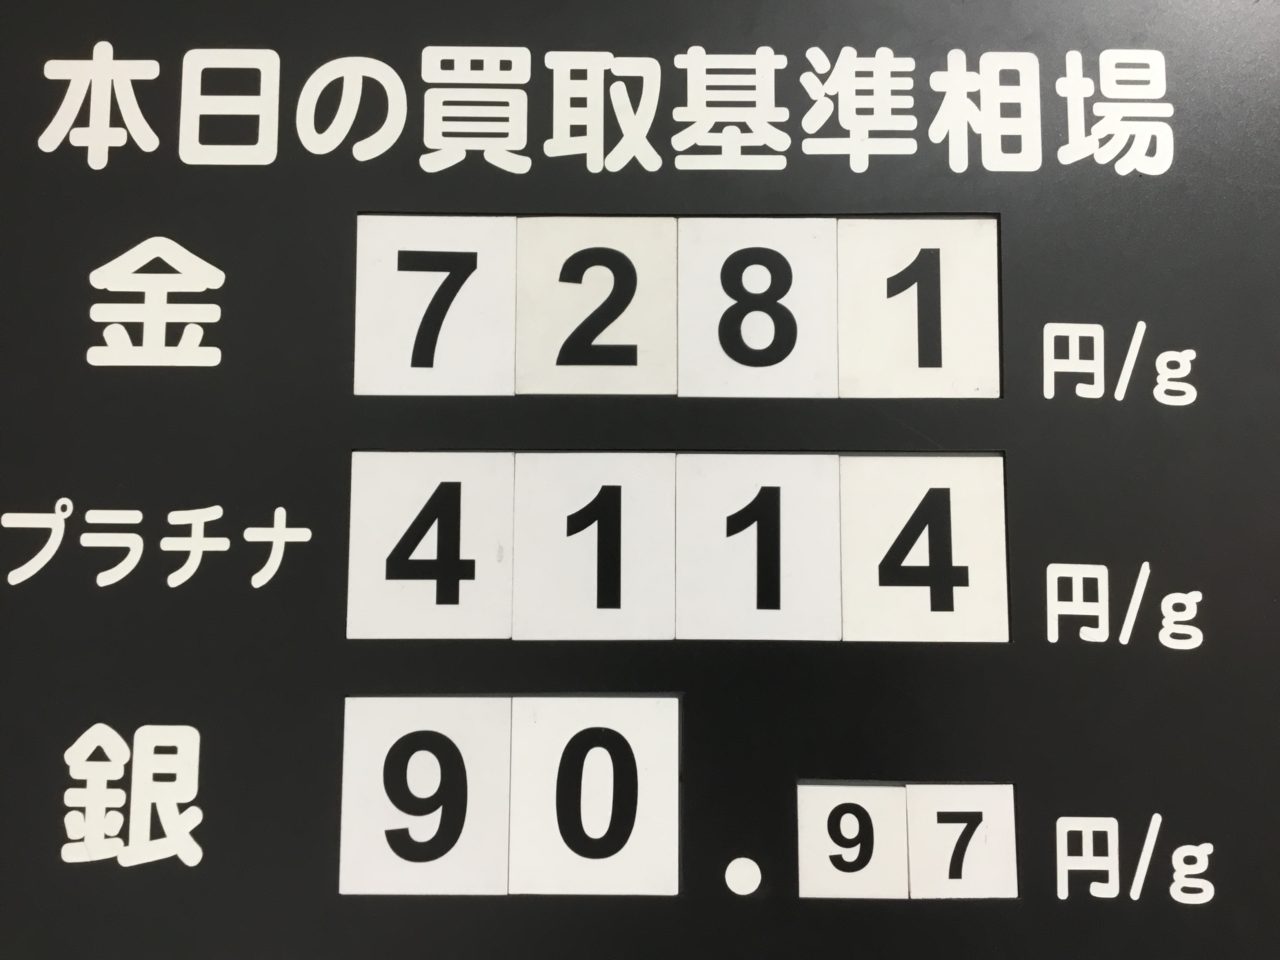 本日の買取基準相場
金 7281 円/g
プラチナ 4114 円/g
銀 90.97 円/g